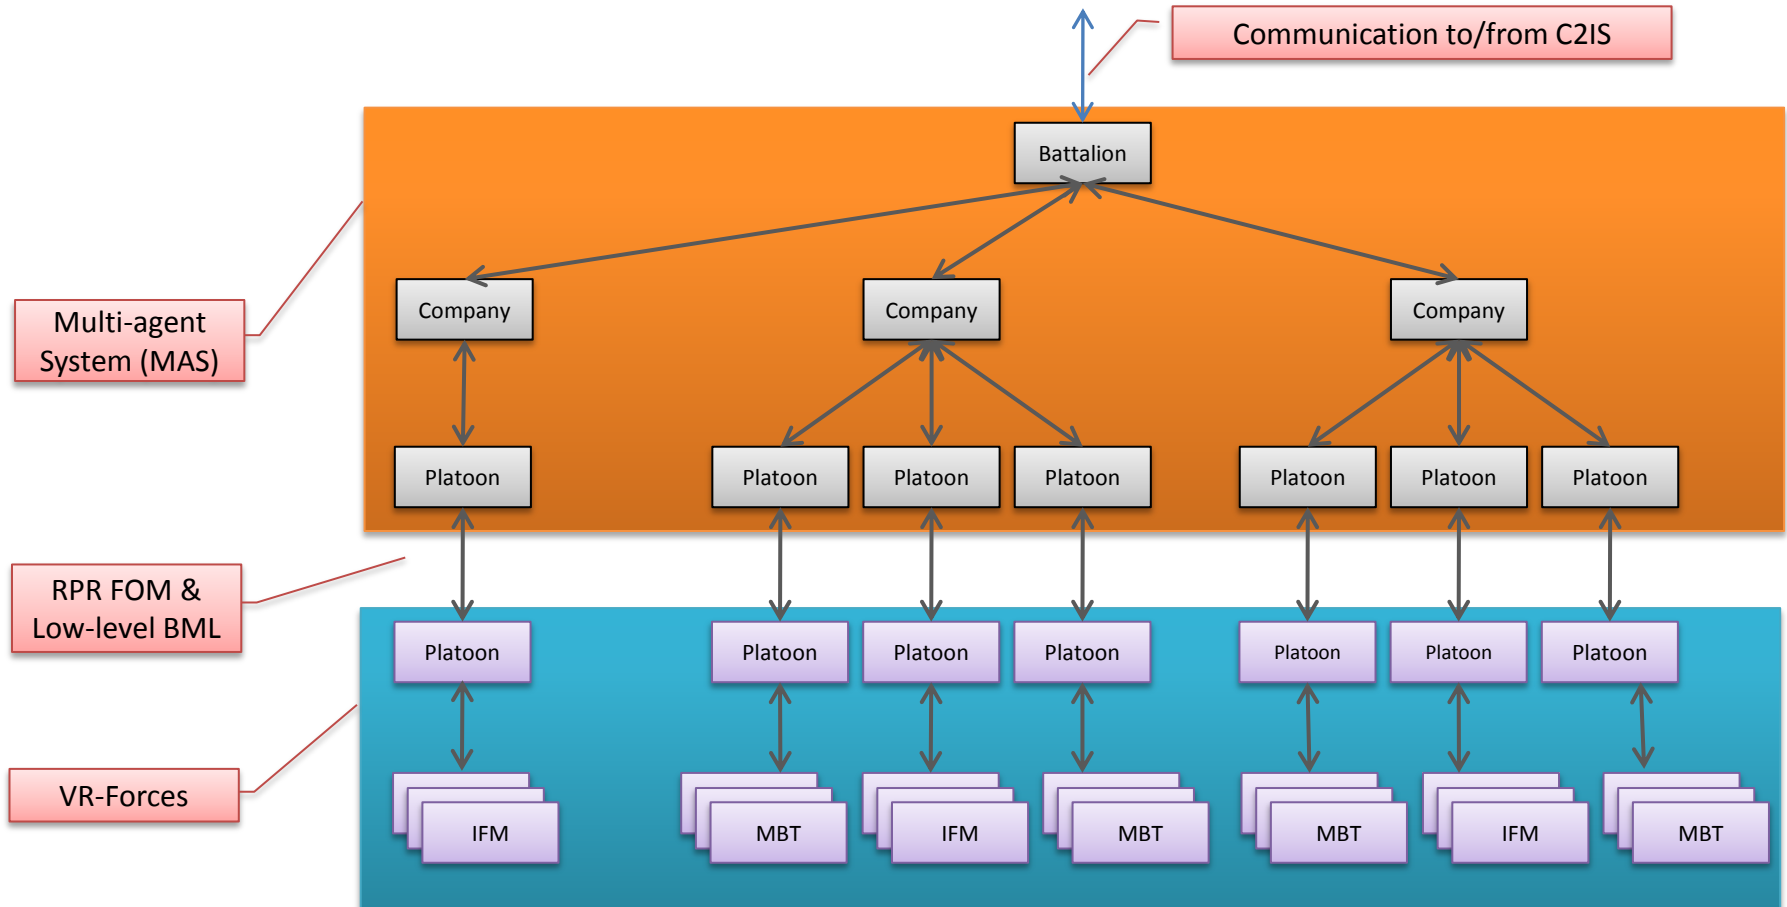 Communication to/from C2IS
Battalion
Company
Company
Company
Multi-agent
System (MAS)
Platoon
Platoon
Platoon
Platoon
Platoon
Platoon
Platoon
RPR FOM &
Low-level BML
Platoon
Platoon
Platoon
Platoon
Platoon
Platoon
Platoon
VR-Forces
IFM
MBT
IFM
MBT
MBT
IFM
MBT